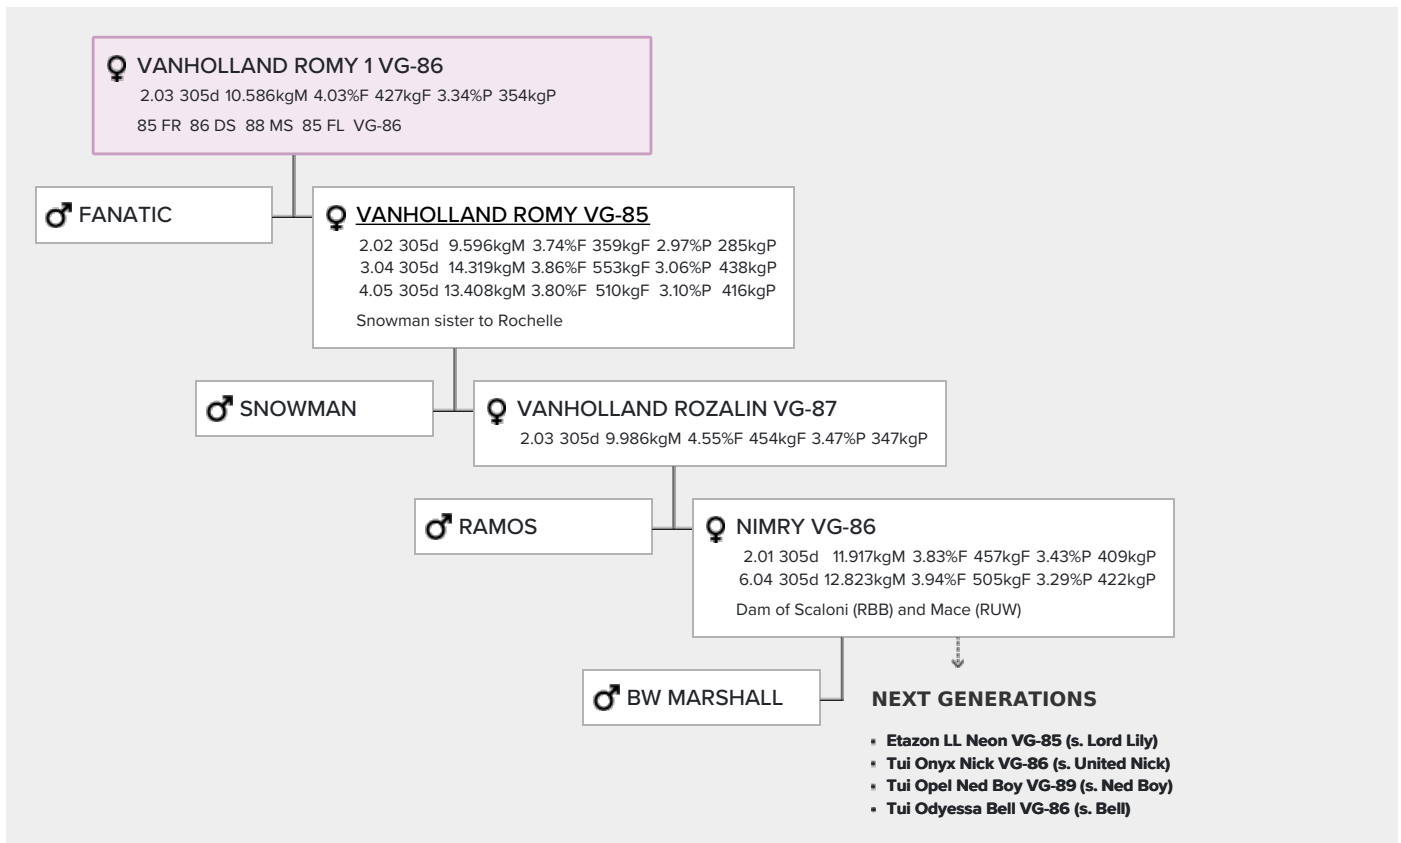 VANHOLLAND ROMY 1 VG-86
2.03 305d 10.586kgM 4.03%F 427kgF 3.34%P 354kgP
85 FR 86 DS 88 MS 85 FL VG-86
FANATIC
VANHOLLAND ROMY VG-85
2.02 305d 9.596kgM 3.74%F 359kgF 2.97%P 285kgP
3.04 305d 14.319kgM 3.86%F 553kgF 3.06%P 438kgP
4.05 305d 13.408kgM 3.80%F 510kgF 3.10%P 416kgP
Snowman sister to Rochelle
SNOWMAN
VANHOLLAND ROZALIN VG-87
2.03 305d 9.986kgM 4.55%F 454kgF 3.47%P 347kgP
RAMOS
NIMRY VG-86
2.01 305d 11.917kgM 3.83%F 457kgF 3.43%P 409kgP
6.04 305d 12.823kgM 3.94%F 505kgF 3.29%P 422kgP
Dam of Scaloni (RBB) and Mace (RUW)
BW MARSHALL
NEXT GENERATIONS
Etazon LL Neon VG-85 (s. Lord Lily)
Tui Onyx Nick VG-86 (s. United Nick)
Tui Opel Ned Boy VG-89 (s. Ned Boy)
Tui Odyessa Bell VG-86 (s. Bell)